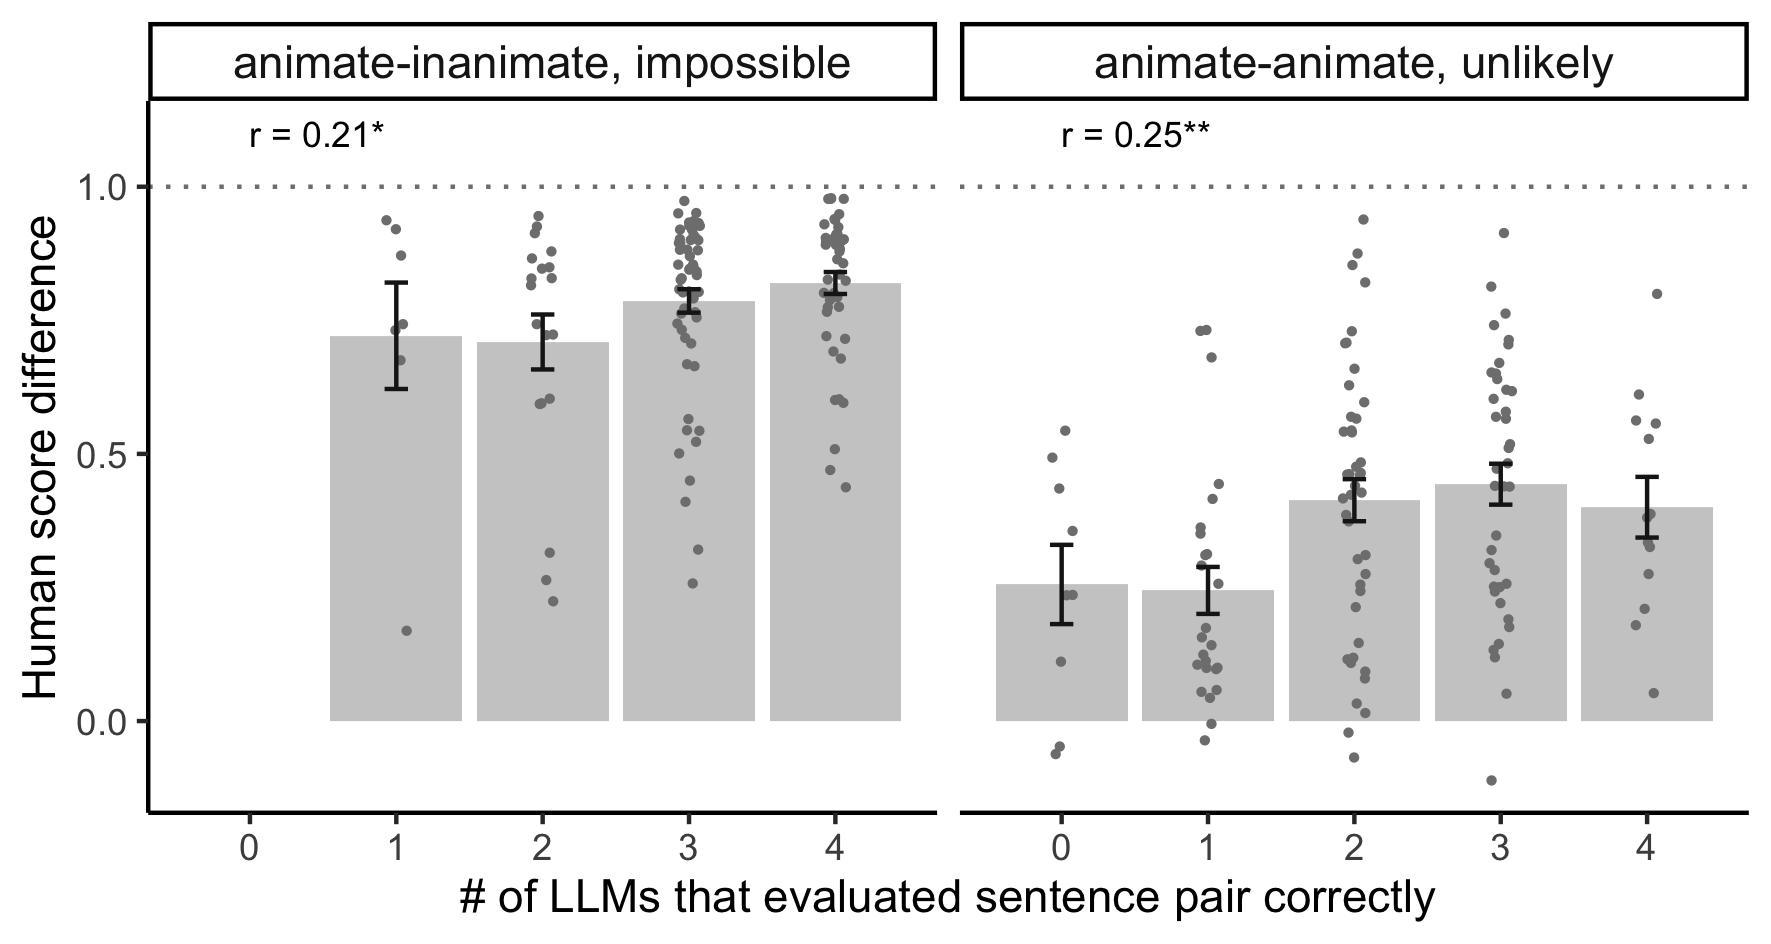 animate-inanimate, impossible
animate-animate, unlikely
r = 0.21*
r = 0.25**
1.0
0.5
0.0
Human score difference
0 1 2 3 4
0 1 2 3 4
# of LLMs that evaluated sentence pair correctly